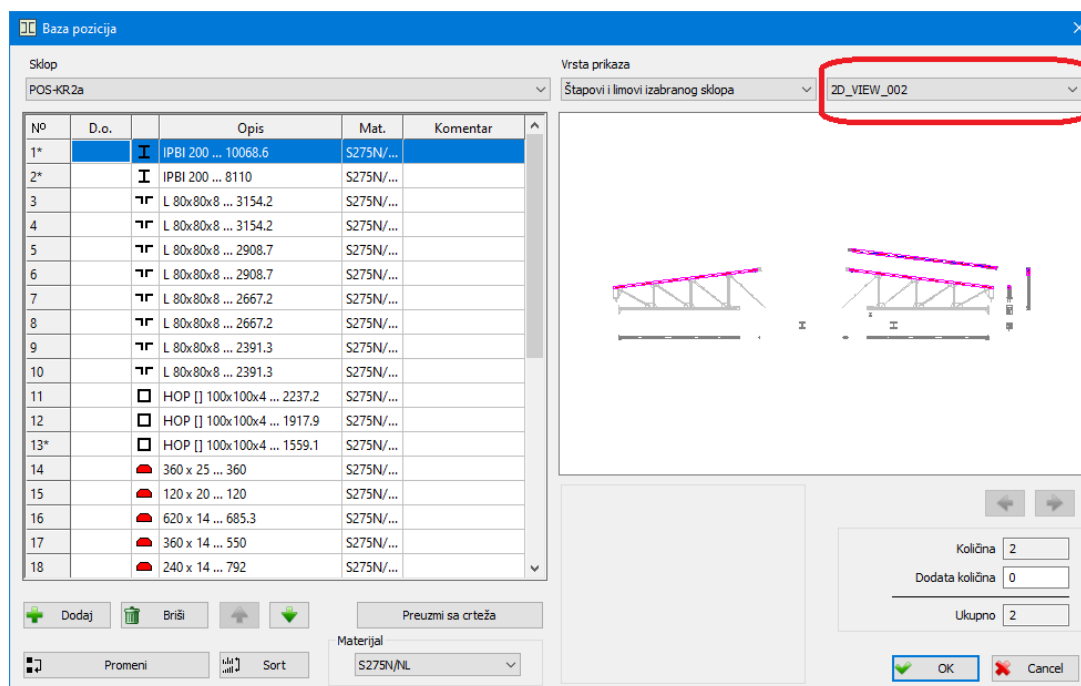 Baza pozicija
Sklop
Vrsta prikaza
POS-KR2a
Štapovi i limovi izabranog sklopa
2D_VIEW_002
Nº D.o. Opis Mat. Komentar
1* IPBI 200 ... 10068.6 S275N/...
2* IPBI 200 ... 8110 S275N/...
3 L 80x80x8 ... 3154.2 S275N/...
4 L 80x80x8 ... 3154.2 S275N/...
5 L 80x80x8 ... 2908.7 S275N/...
6 L 80x80x8 ... 2908.7 S275N/...
7 L 80x80x8 ... 2667.2 S275N/...
8 L 80x80x8 ... 2667.2 S275N/...
9 L 80x80x8 ... 2391.3 S275N/...
10 L 80x80x8 ... 2391.3 S275N/...
11 HOP [] 100x100x4 ... 2237.2 S275N/...
12 HOP [] 100x100x4 ... 1917.9 S275N/...
13* HOP [] 100x100x4 ... 1559.1 S275N/...
14 360 x 25 ... 360 S275N/...
15 120 x 20 ... 120 S275N/...
16 620 x 14 ... 685.3 S275N/...
17 360 x 14 ... 550 S275N/...
18 240 x 14 ... 792 S275N/...
Količina 2
Dodata količina 0
Ukupno 2
Dodaj
Briši
Preuzmi sa crteža
Materijal
Promeni
Sort
S275N/NL
OK
Cancel